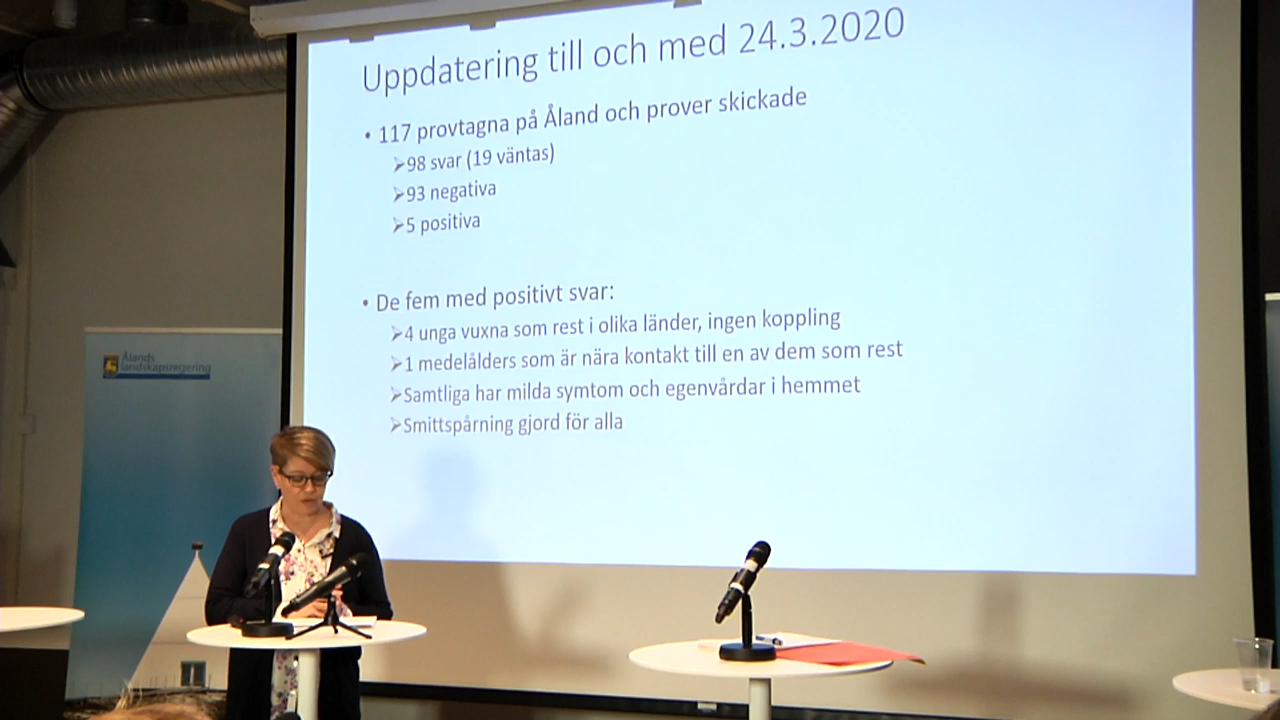 Uppdatering till och med 24.3.2020
• 117 provtagna på Åland och prover skickade
➢98 svar (19 väntas)
➢93 negativa
➢5 positiva
• De fem med positivt svar:
➢4 unga vuxna som rest i olika länder, ingen koppling
➢1 medelålders som är nära kontakt till en av dem som rest
➢Samtliga har milda symtom och egenvårdar i hemmet
➢Smittspårning gjord för alla
Ålands
landskapsregering